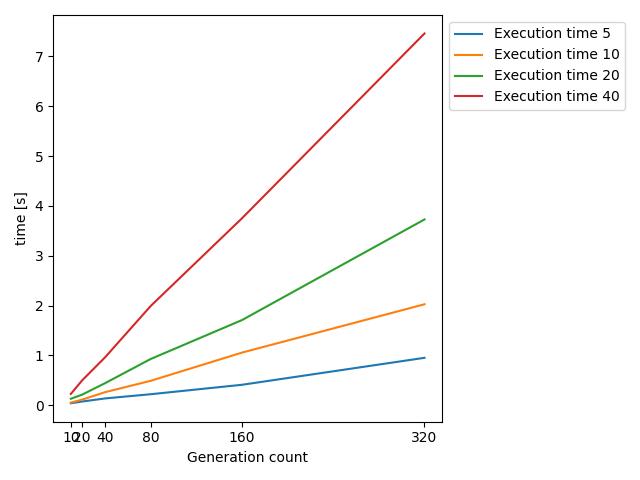 Execution time 5
Execution time 10
Execution time 20
Execution time 40
7
6
5
4
3
2
1
0
time [s]
10 20 40 80 160 320
Generation count